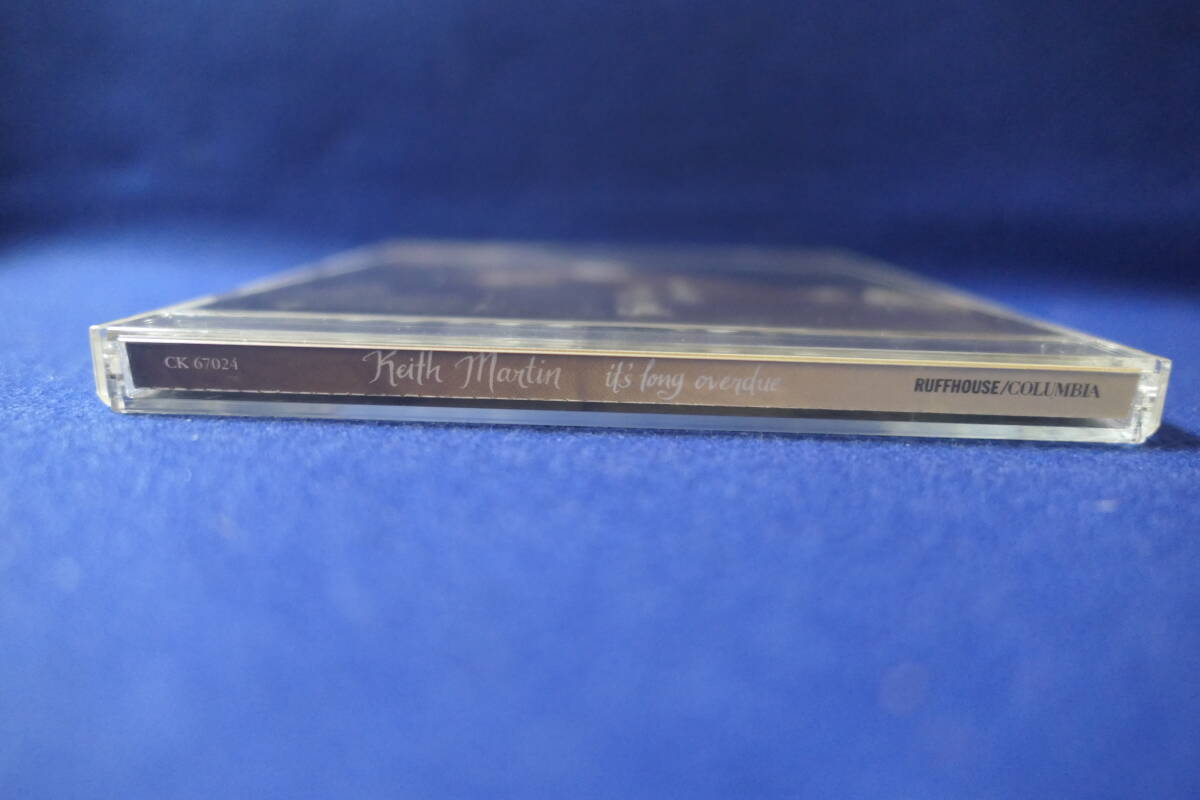 CK 67024 Keith Martin it's long overdue RUFFHOUSE/COLUMBIA